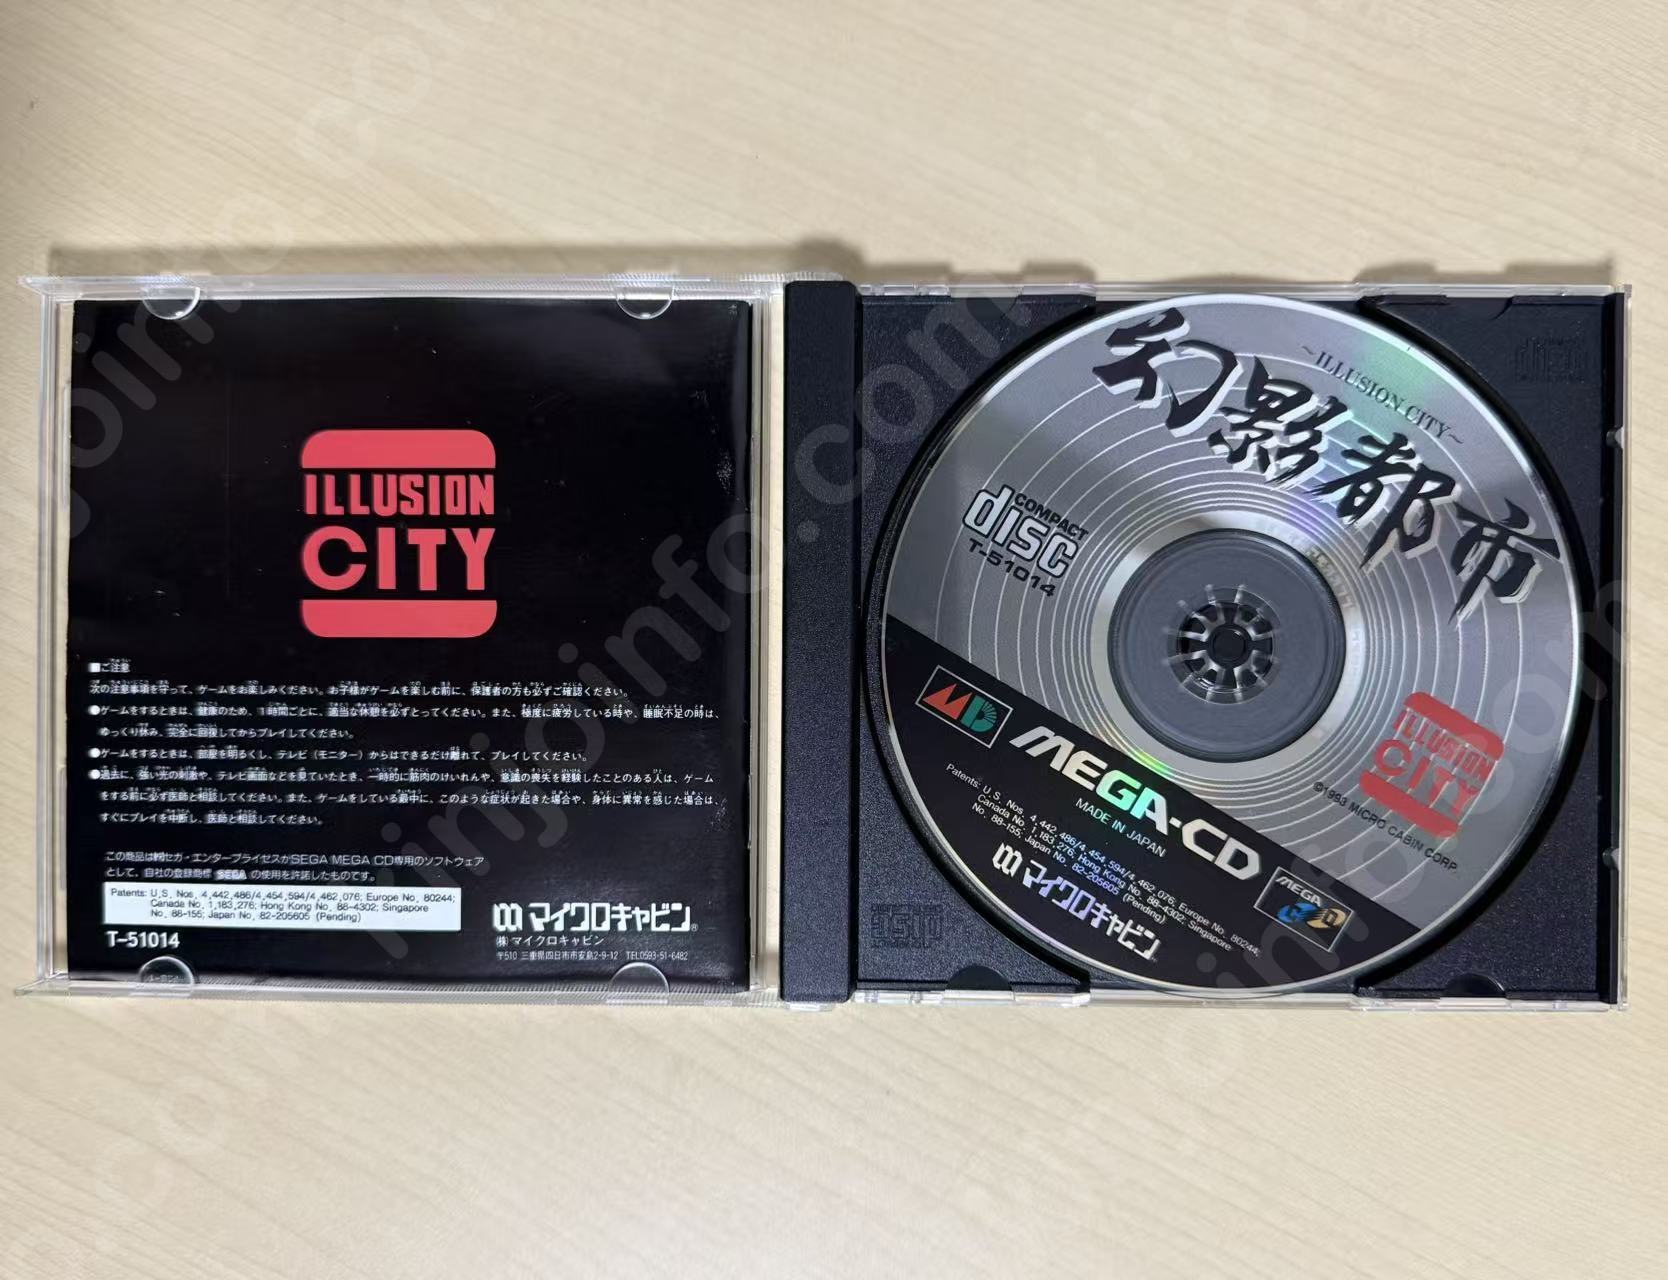 ILLUSION
CITY
■ご注意
次の注意事項を守って、ゲームをお楽しみください。お子様がゲームを楽しむ前に、保護者の方も必ずご確認ください。
●ゲームをするときは、健康のため、1時間ごとに、適当な休憩を必ずとってください。また、極度に疲労している時や、睡眠不足の時は、
ゆっくり休み、完全に回復してからプレイしてください。
●ゲームをするときは、部屋を明るくし、テレビ(モニター)からはできるだけ離れて、プレイしてください。
●過去に、強い光の刺激や、テレビ画面などを見ていたとき、一時的に筋肉のけいれんや、意識の喪失を経験したことのある人は、ゲーム
をする前に必ず医師と相談してください。また、ゲームをしている最中に、このような症状が起きた場合や、身体に異常を感じた場合は、
すぐにプレイを中断し、医師と相談してください。
この商品は㈱セガ・エンタープライゼスがSEGA MEGA CD専用のソフトウェア
として、自社の登録商標 SEGA の使用を許諾したものです。
Patents: U.S. Nos. 4,442,486/4,454,594/4,462,076; Europe No. 80244;
Canada No. 1,183,276; Hong Kong No. 88-4302; Singapore
No. 88-155; Japan No. 82-205605 (Pending)
T-51014
マイクロキャビン®
(株)マイクロキャビン
〒510 三重県四日市市安島2-9-12 TEL0593-51-6482
幻影都市
~ILLUSION CITY~
COMPACT
disc
T-51014
MEGA-CD
MADE IN JAPAN
Patents: U.S. Nos. 4,442,486/4,454,594/4,462,076; Europe No. 80244;
Canada No. 1,183,276; Hong Kong No. 88-4302; Singapore
No. 88-155; Japan No. 82-205605 (Pending)
マイクロキャビン
MEGA
CD
ILLUSION
CITY
©1993 MICRO CABIN CORP.
rinjoinfo.com